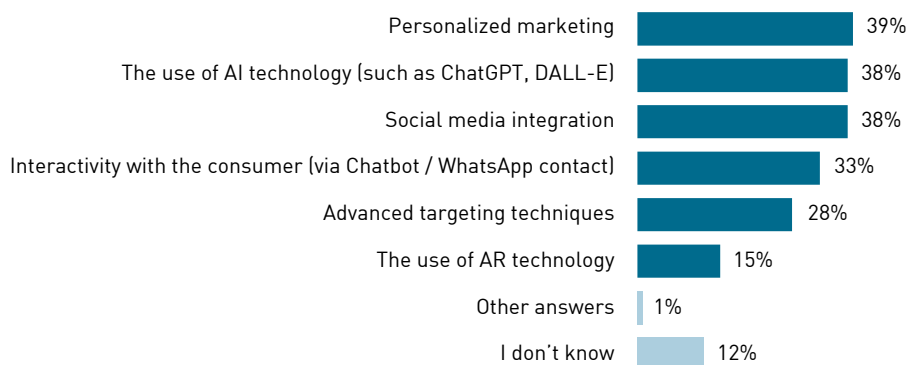 Personalized marketing 39%
The use of AI technology (such as ChatGPT, DALL-E) 38%
Social media integration 38%
Interactivity with the consumer (via Chatbot / WhatsApp contact) 33%
Advanced targeting techniques 28%
The use of AR technology 15%
Other answers 1%
I don't know 12%